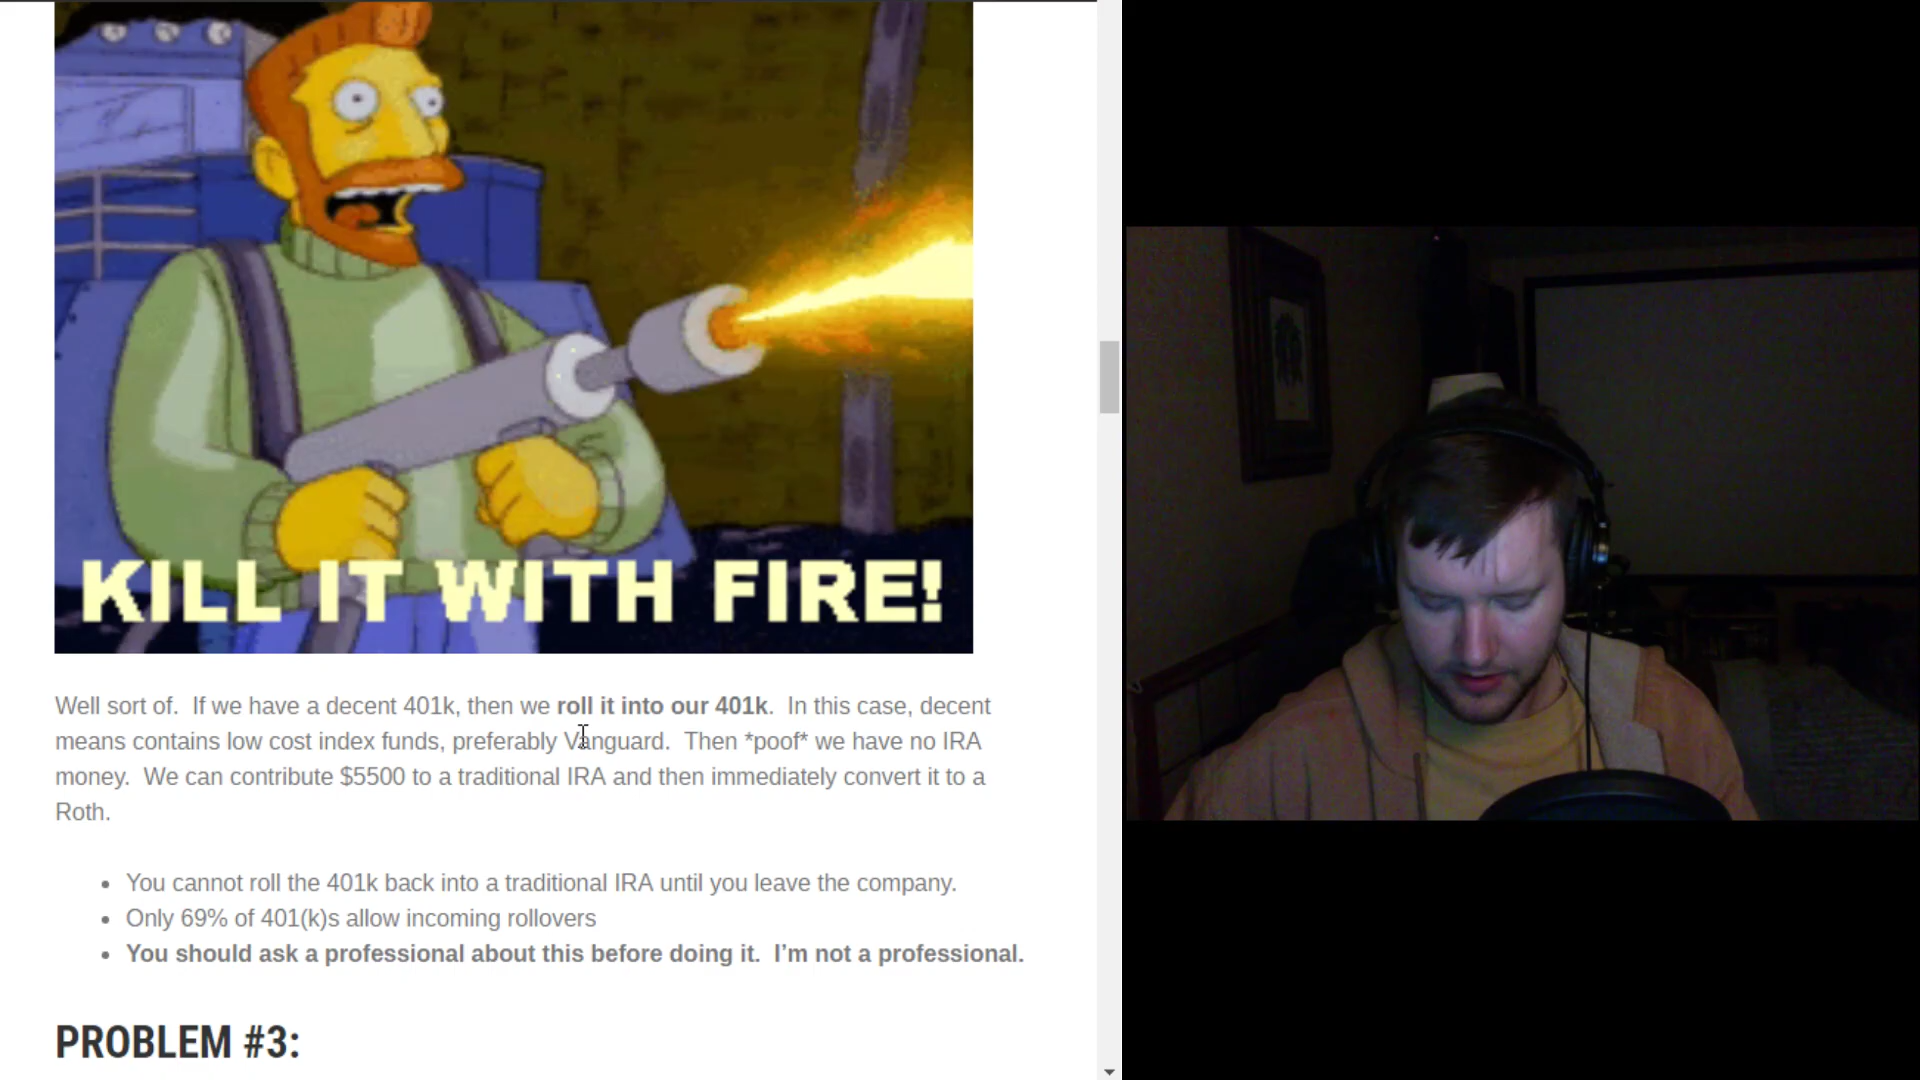 KILL IT WITH FIRE!
Well sort of.  If we have a decent 401k, then we roll it into our 401k.  In this case, decent
means contains low cost index funds, preferably Vanguard.  Then *poof* we have no IRA
money.  We can contribute $5500 to a traditional IRA and then immediately convert it to a
Roth.
You cannot roll the 401k back into a traditional IRA until you leave the company.
Only 69% of 401(k)s allow incoming rollovers
You should ask a professional about this before doing it.  I’m not a professional.
PROBLEM #3: